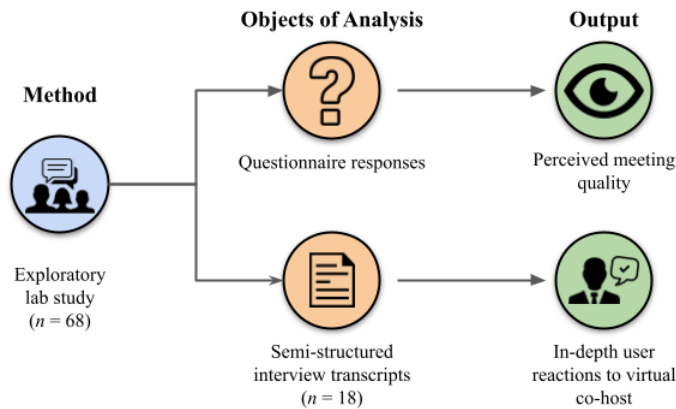 Objects of Analysis
Output
Method
Questionnaire responses
Perceived meeting
quality
Exploratory
lab study
(n = 68)
Semi-structured
interview transcripts
(n = 18)
In-depth user
reactions to virtual
co-host